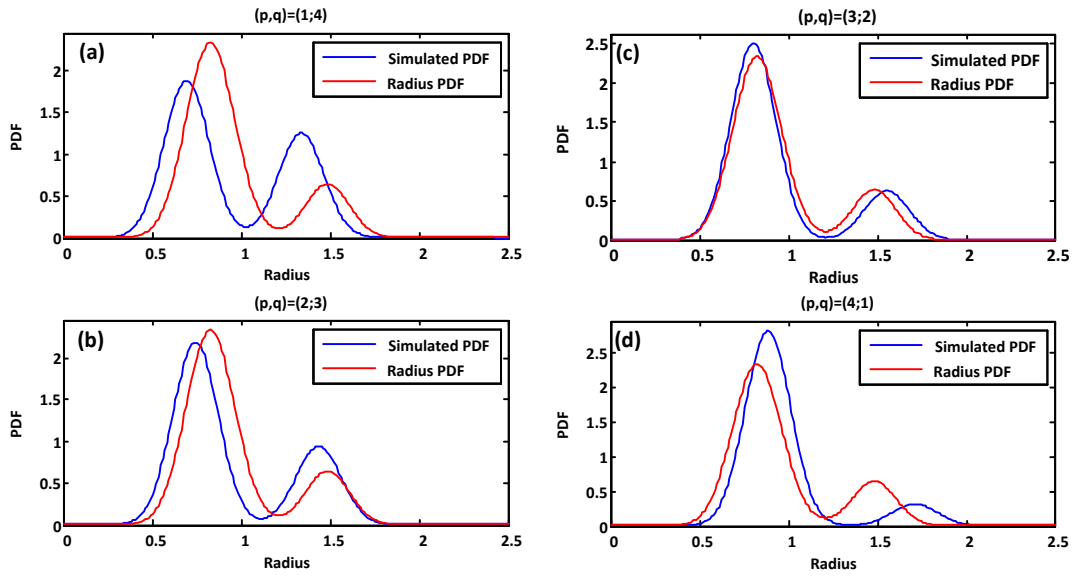 (p,q)=(1;4)
(a)
Simulated PDF
Radius PDF
PDF
2
1.5
1
0.5
0
0 0.5 1 1.5 2 2.5
Radius
(p,q)=(3;2)
(c)
Simulated PDF
Radius PDF
PDF
2.5
2
1.5
1
0.5
0
0 0.5 1 1.5 2 2.5
Radius
(p,q)=(2;3)
(b)
Simulated PDF
Radius PDF
PDF
2
1.5
1
0.5
0
0 0.5 1 1.5 2 2.5
Radius
(p,q)=(4;1)
(d)
Simulated PDF
Radius PDF
PDF
2.5
2
1.5
1
0.5
0
0 0.5 1 1.5 2 2.5
Radius